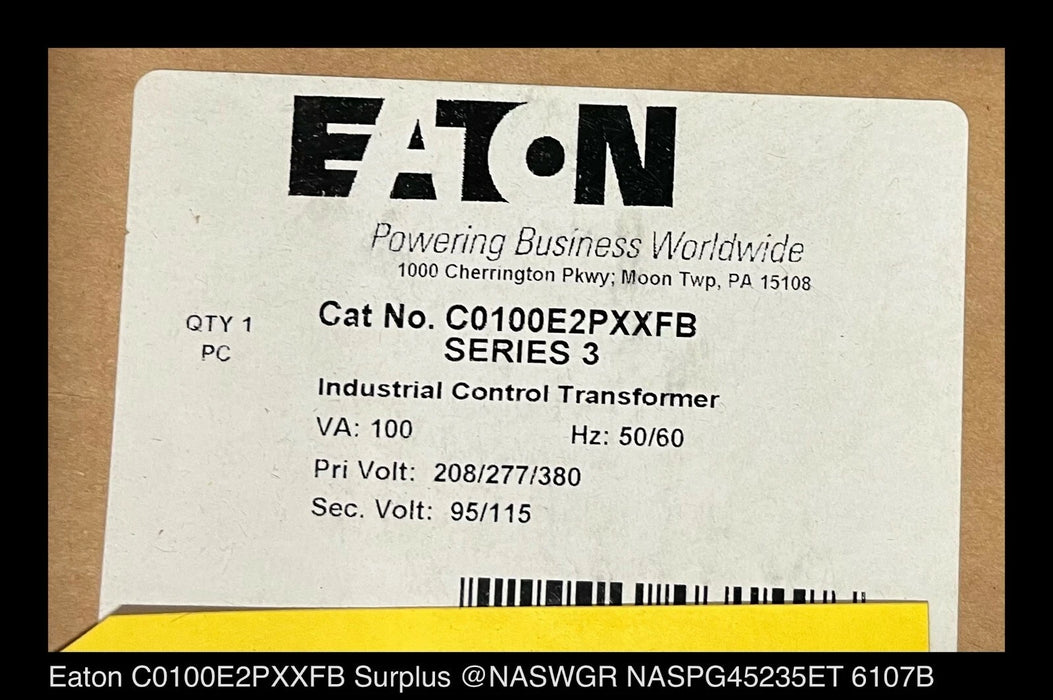 EATON
Powering Business Worldwide
1000 Cherrington Pkwy; Moon Twp, PA 15108
QTY 1
PC
Cat No. C0100E2PXXFB
SERIES 3
Industrial Control Transformer
VA: 100 Hz: 50/60
Pri Volt: 208/277/380
Sec. Volt: 95/115
Eaton C0100E2PXXFB Surplus @NASWGR NASPG45235ET 6107B